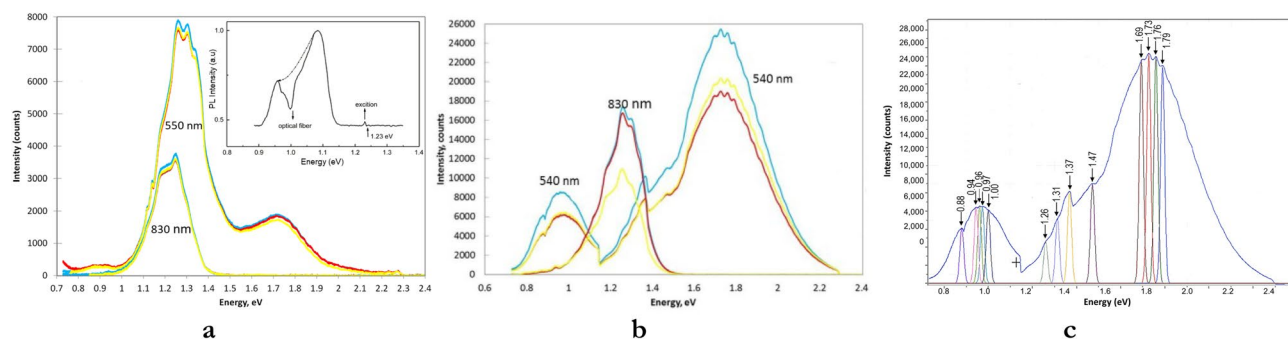 8000
7000
6000
5000
4000
3000
2000
1000
0
Intensity (counts)
0.7 0.8 0.9 1.0 1.1 1.2 1.3 1.4 1.5 1.6 1.7 1.8 1.9 2.0 2.1 2.2 2.3 2.4
Energy, eV
550 nm
830 nm
1.0
0.5
PL Intensity (a.u)
optical fiber
excition
1.23 eV
0.8 0.9 1.0 1.1 1.2 1.3 1.4
Energy (eV)
a
26000
24000
22000
20000
18000
16000
14000
12000
10000
8000
6000
4000
2000
0
Intensity, counts
540 nm
830 nm
540 nm
0.6 0.8 1 1.2 1.4 1.6 1.8 2 2.2 2.4
Energy, eV
b
28,000
26,000
24,000
22,000
20,000
18,000
16,000
14,000
12,000
10,000
8,000
6,000
4,000
2,000
0
Intensity (counts)
0.88
0.94
0.96
0.97
1.00
1.26
1.31
1.37
1.47
1.69
1.73
1.76
1.79
0.8 1.0 1.2 1.4 1.6 1.8 2.0 2.2 2.4
Energy (eV)
c